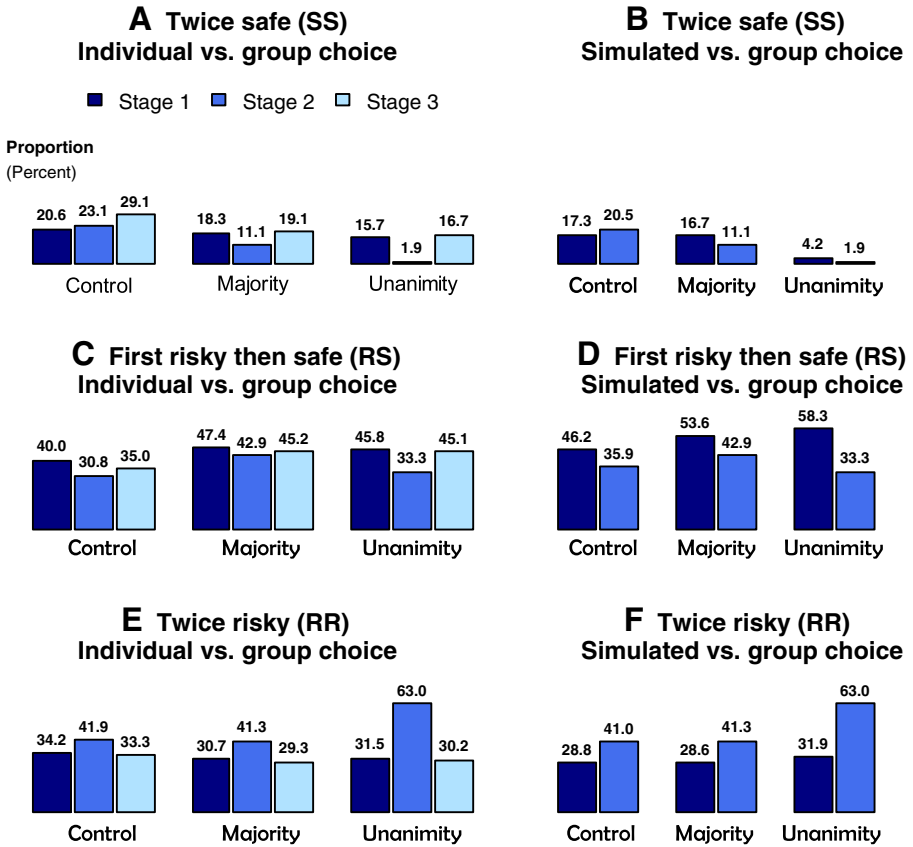 A Twice safe (SS)
Individual vs. group choice
B Twice safe (SS)
Simulated vs. group choice
Stage 1 Stage 2 Stage 3
Proportion
(Percent)
20.6 23.1 29.1 18.3 11.1 19.1 15.7 1.9 16.7
Control Majority Unanimity
17.3 20.5 16.7 11.1 4.2 1.9
Control Majority Unanimity
C First risky then safe (RS)
Individual vs. group choice
40.0 30.8 35.0 47.4 42.9 45.2 45.8 33.3 45.1
Control Majority Unanimity
D First risky then safe (RS)
Simulated vs. group choice
46.2 35.9 53.6 42.9 58.3 33.3
Control Majority Unanimity
E Twice risky (RR)
Individual vs. group choice
34.2 41.9 33.3 30.7 41.3 29.3 31.5 63.0 30.2
Control Majority Unanimity
F Twice risky (RR)
Simulated vs. group choice
28.8 41.0 28.6 41.3 31.9 63.0
Control Majority Unanimity